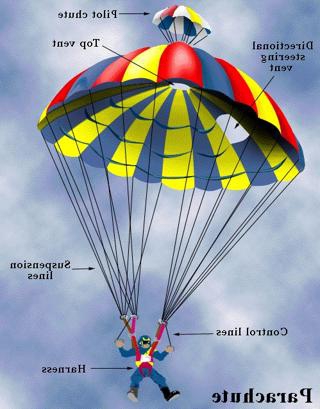 Pilot chute
Top vent
Directional
steering
vent
Suspension
lines
Control lines
Harness
Parachute